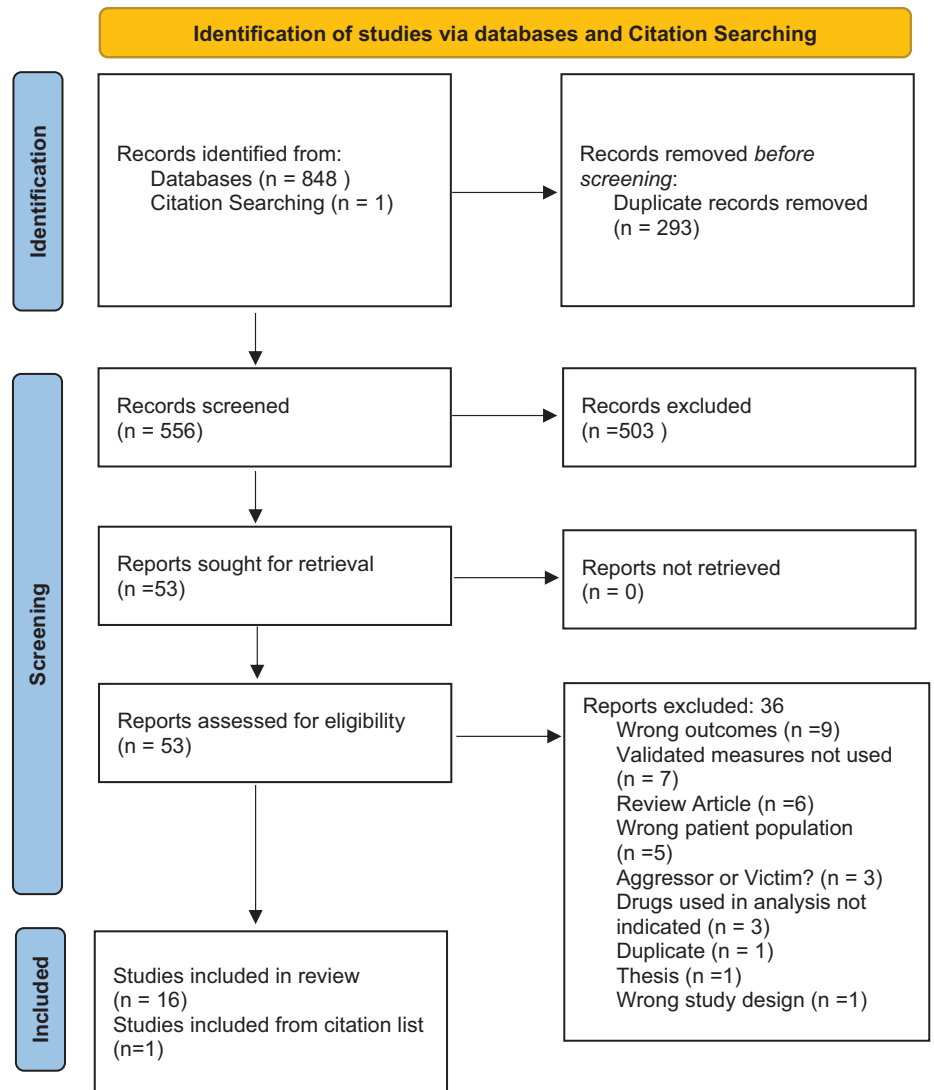 Identification of studies via databases and Citation Searching
Identification
Records identified from:
Databases (n = 848 )
Citation Searching (n = 1)
Records removed before
screening:
Duplicate records removed
(n = 293)
Screening
Records screened
(n = 556)
Records excluded
(n =503 )
Reports sought for retrieval
(n =53)
Reports not retrieved
(n = 0)
Reports assessed for eligibility
(n = 53)
Reports excluded: 36
Wrong outcomes (n =9)
Validated measures not used
(n = 7)
Review Article (n =6)
Wrong patient population
(n =5)
Aggressor or Victim? (n = 3)
Drugs used in analysis not
indicated (n = 3)
Duplicate (n = 1)
Thesis (n =1)
Wrong study design (n =1)
Included
Studies included in review
(n = 16)
Studies included from citation list
(n=1)